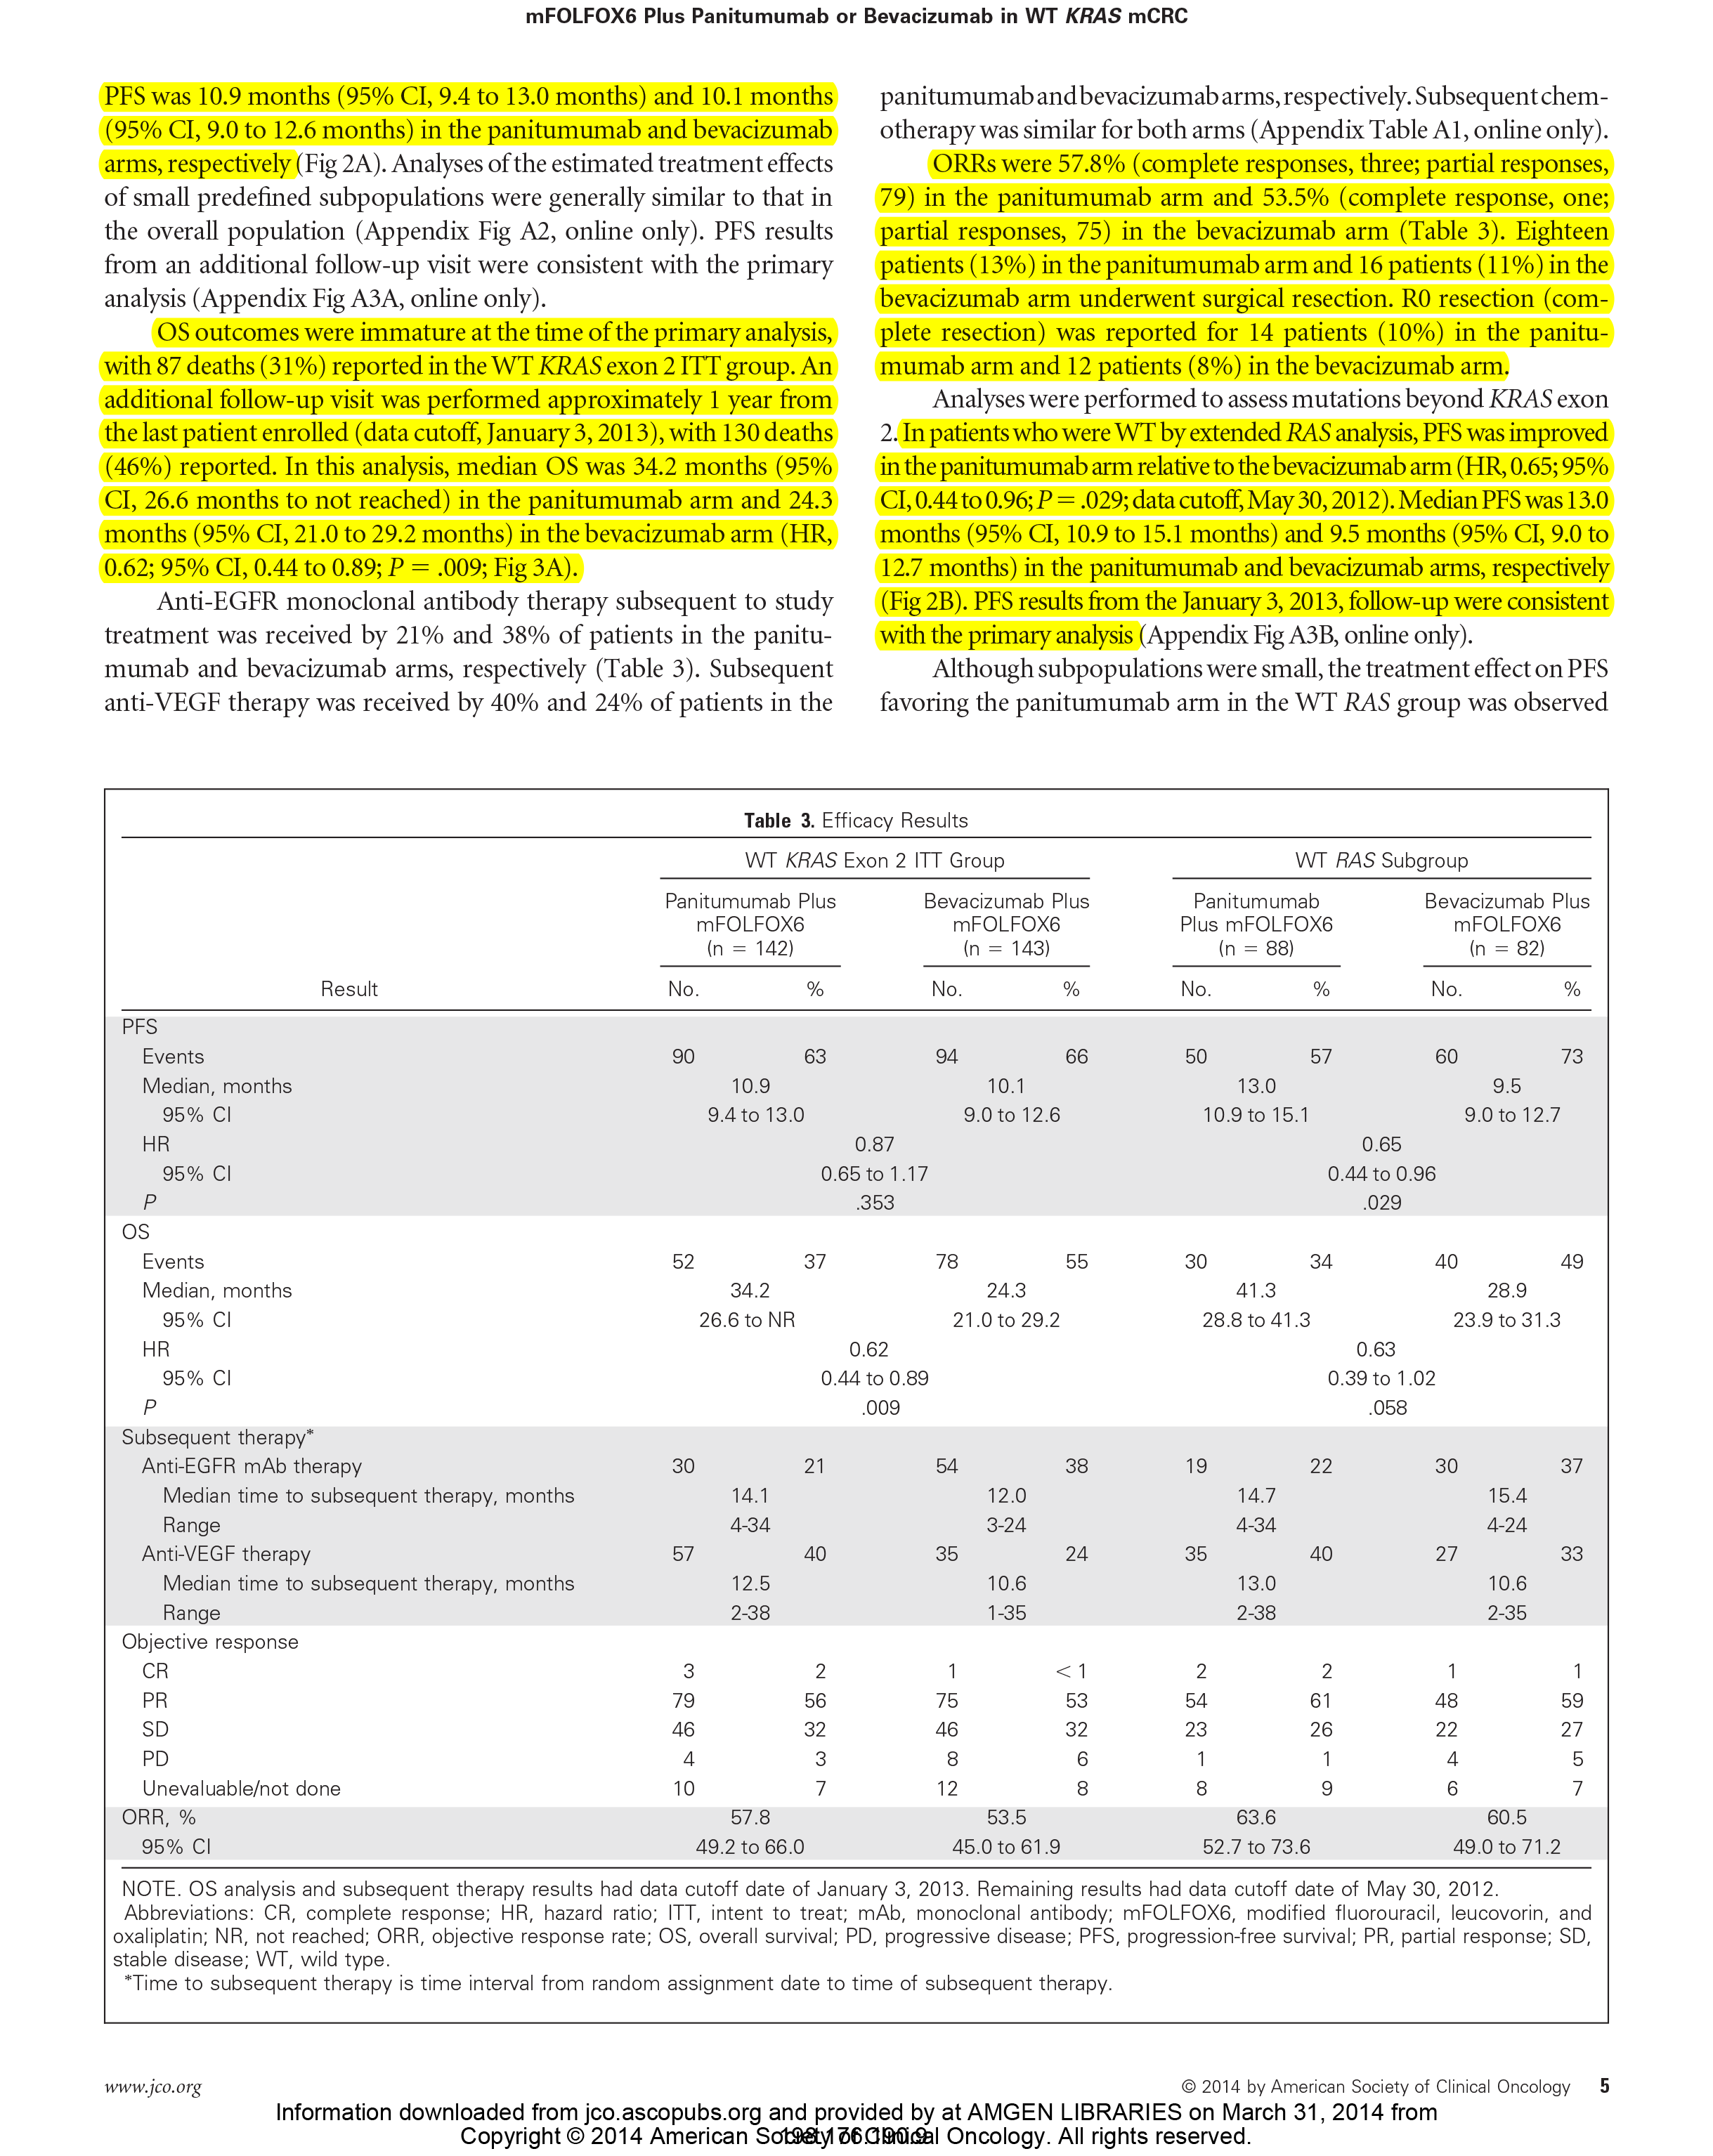 mFOLFOX6 Plus Panitumumab or Bevacizumab in WT KRAS mCRC
PFS was 10.9 months (95% CI, 9.4 to 13.0 months) and 10.1 months
(95% CI, 9.0 to 12.6 months) in the panitumumab and bevacizumab
arms, respectively (Fig 2A). Analyses of the estimated treatment effects
of small predefined subpopulations were generally similar to that in
the overall population (Appendix Fig A2, online only). PFS results
from an additional follow-up visit were consistent with the primary
analysis (Appendix Fig A3A, online only).
OS outcomes were immature at the time of the primary analysis,
with 87 deaths (31%) reported in the WT KRAS exon 2 ITT group. An
additional follow-up visit was performed approximately 1 year from
the last patient enrolled (data cutoff, January 3, 2013), with 130 deaths
(46%) reported. In this analysis, median OS was 34.2 months (95%
CI, 26.6 months to not reached) in the panitumumab arm and 24.3
months (95% CI, 21.0 to 29.2 months) in the bevacizumab arm (HR,
0.62; 95% CI, 0.44 to 0.89; P = .009; Fig 3A).
Anti-EGFR monoclonal antibody therapy subsequent to study
treatment was received by 21% and 38% of patients in the panitu-
mumab and bevacizumab arms, respectively (Table 3). Subsequent
anti-VEGF therapy was received by 40% and 24% of patients in the
panitumumab and bevacizumab arms, respectively. Subsequent chem-
otherapy was similar for both arms (Appendix Table A1, online only).
ORRs were 57.8% (complete responses, three; partial responses,
79) in the panitumumab arm and 53.5% (complete response, one;
partial responses, 75) in the bevacizumab arm (Table 3). Eighteen
patients (13%) in the panitumumab arm and 16 patients (11%) in the
bevacizumab arm underwent surgical resection. R0 resection (com-
plete resection) was reported for 14 patients (10%) in the panitu-
mumab arm and 12 patients (8%) in the bevacizumab arm.
Analyses were performed to assess mutations beyond KRAS exon
2. In patients who were WT by extended RAS analysis, PFS was improved
in the panitumumab arm relative to the bevacizumab arm (HR, 0.65; 95%
CI, 0.44 to 0.96; P = .029; data cutoff, May 30, 2012). Median PFS was 13.0
months (95% CI, 10.9 to 15.1 months) and 9.5 months (95% CI, 9.0 to
12.7 months) in the panitumumab and bevacizumab arms, respectively
(Fig 2B). PFS results from the January 3, 2013, follow-up were consistent
with the primary analysis (Appendix Fig A3B, online only).
Although subpopulations were small, the treatment effect on PFS
favoring the panitumumab arm in the WT RAS group was observed
Table 3. Efficacy Results
WT KRAS Exon 2 ITT Group WT RAS Subgroup
Panitumumab Plus Bevacizumab Plus Panitumumab Bevacizumab Plus
mFOLFOX6 mFOLFOX6 Plus mFOLFOX6 mFOLFOX6
(n = 142) (n = 143) (n = 88) (n = 82)
Result No. % No. % No. % No. %
PFS
Events 90 63 94 66 50 57 60 73
Median, months 10.9 10.1 13.0 9.5
95% CI 9.4 to 13.0 9.0 to 12.6 10.9 to 15.1 9.0 to 12.7
HR 0.87 0.65
95% CI 0.65 to 1.17 0.44 to 0.96
P .353 .029
OS
Events 52 37 78 55 30 34 40 49
Median, months 34.2 24.3 41.3 28.9
95% CI 26.6 to NR 21.0 to 29.2 28.8 to 41.3 23.9 to 31.3
HR 0.62 0.63
95% CI 0.44 to 0.89 0.39 to 1.02
P .009 .058
Subsequent therapy*
Anti-EGFR mAb therapy 30 21 54 38 19 22 30 37
Median time to subsequent therapy, months 14.1 12.0 14.7 15.4
Range 4-34 3-24 4-34 4-24
Anti-VEGF therapy 57 40 35 24 35 40 27 33
Median time to subsequent therapy, months 12.5 10.6 13.0 10.6
Range 2-38 1-35 2-38 2-35
Objective response
CR 3 2 1 < 1 2 2 1 1
PR 79 56 75 53 54 61 48 59
SD 46 32 46 32 23 26 22 27
PD 4 3 8 6 1 1 4 5
Unevaluable/not done 10 7 12 8 8 9 6 7
ORR, % 57.8 53.5 63.6 60.5
95% CI 49.2 to 66.0 45.0 to 61.9 52.7 to 73.6 49.0 to 71.2
NOTE. OS analysis and subsequent therapy results had data cutoff date of January 3, 2013. Remaining results had data cutoff date of May 30, 2012.
Abbreviations: CR, complete response; HR, hazard ratio; ITT, intent to treat; mAb, monoclonal antibody; mFOLFOX6, modified fluorouracil, leucovorin, and
oxaliplatin; NR, not reached; ORR, objective response rate; OS, overall survival; PD, progressive disease; PFS, progression-free survival; PR, partial response; SD,
stable disease; WT, wild type.
*Time to subsequent therapy is time interval from random assignment date to time of subsequent therapy.
www.jco.org © 2014 by American Society of Clinical Oncology 5
Information downloaded from jco.ascopubs.org and provided by at AMGEN LIBRARIES on March 31, 2014 from
Copyright © 2014 American Society of Clinical Oncology. All rights reserved.